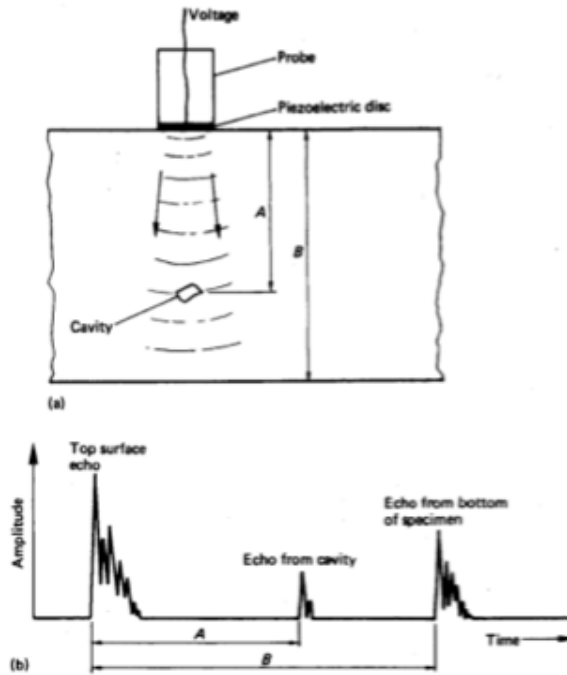 Voltage
Probe
Piezoelectric disc
A
B
Cavity
(a)
Top surface
echo
Echo from bottom
of specimen
Amplitude
Echo from cavity
A
Time
B
(b)